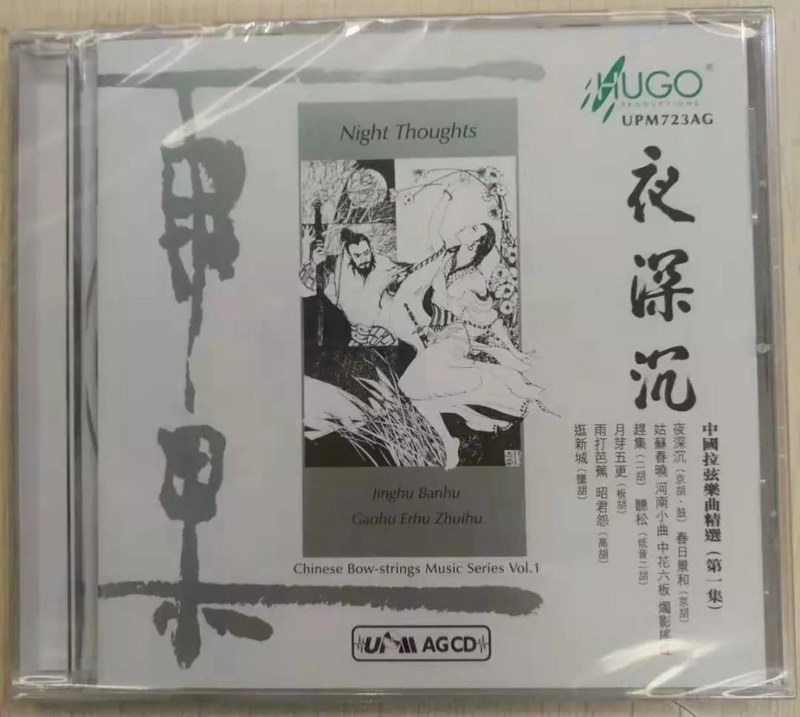 HUGO
PRODUCTIONS
UPM723AG
Night Thoughts
夜深沉
中國拉弦樂曲精選（第一集）
夜深沉（京胡·鼓） 春日景和（京胡）
姑蘇春曉 河南小曲 中花六板 燭影搖
趕集（二胡） 聽松（低音二胡）
月芽五更（板胡）
雨打芭蕉 昭君怨（高胡）
逛新城（墜胡）
Jinghu Banhu
Gaohu Erhu Zhuihu
Chinese Bow-strings Music Series Vol.1
UPM AGCD